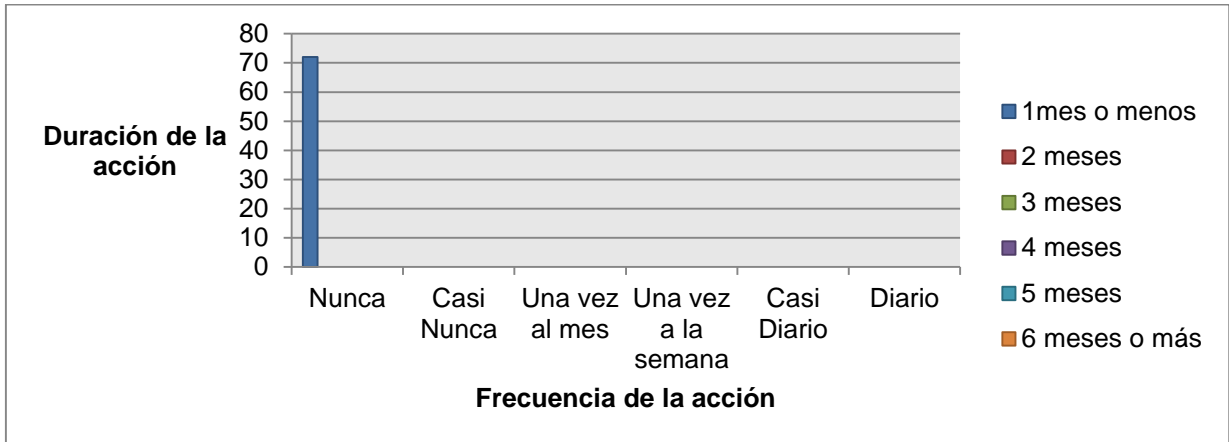 80
70
60
50
40
30
20
10
0
Duración de la
acción
Nunca
Casi
Nunca
Una vez
al mes
Una vez
a la
semana
Casi
Diario
Diario
Frecuencia de la acción
1mes o menos
2 meses
3 meses
4 meses
5 meses
6 meses o más